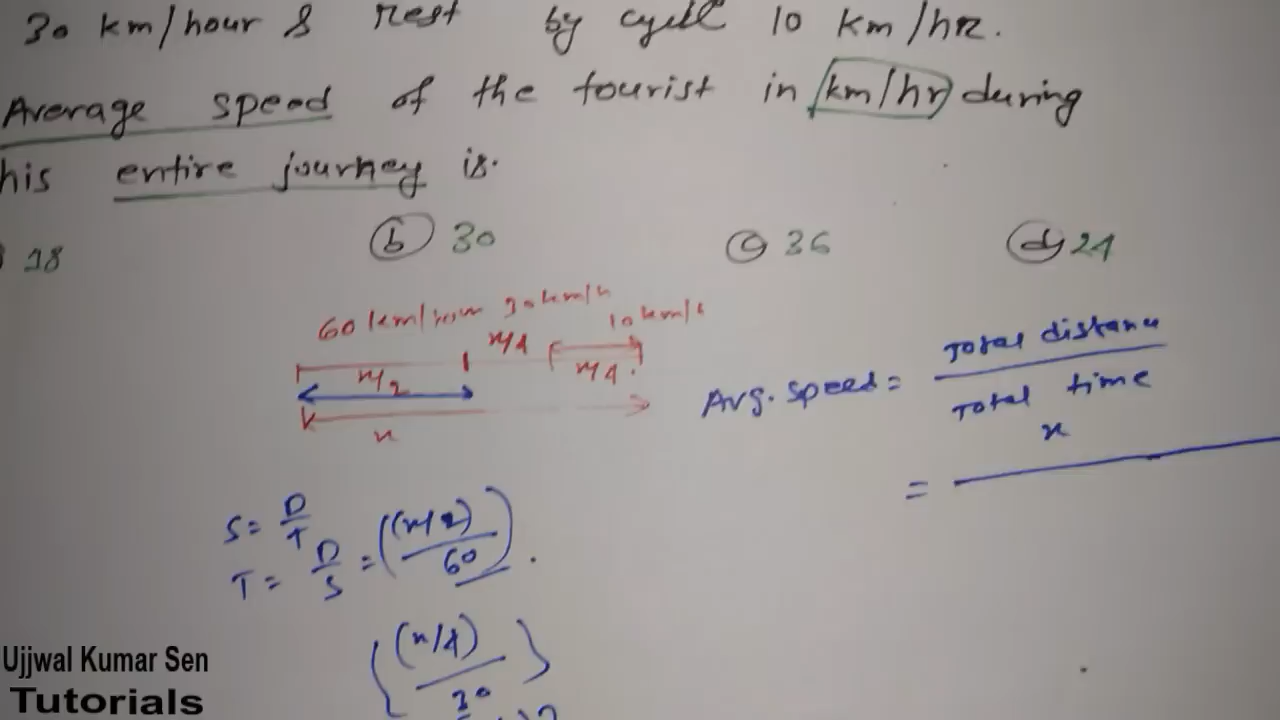 30 km/hour & rest by cycle 10 km/hr.
Average speed of the tourist in km/hr during
his entire journey is.
18 (b) 30 (c) 36 (d) 24
60 km/hour 30 km/h 10 km/h
x/2 x/4 x/4
x
Avg. speed = Total distance / Total time
= x
S = D/T
T = D/S = ((x/2)/60).
{(x/4)/30}
Ujjwal Kumar Sen
Tutorials